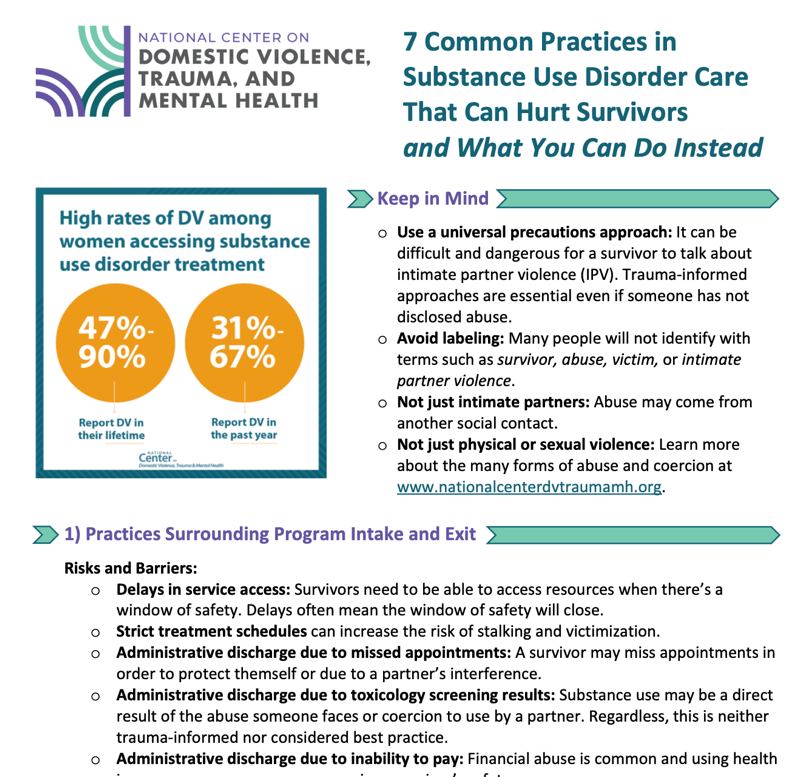 NATIONAL CENTER ON
DOMESTIC VIOLENCE,
TRAUMA, AND
MENTAL HEALTH
7 Common Practices in
Substance Use Disorder Care
That Can Hurt Survivors
and What You Can Do Instead
High rates of DV among
women accessing substance
use disorder treatment
47%-
90%
Report DV in
their lifetime
31%-
67%
Report DV in
the past year
NATIONAL
Center on
Domestic Violence, Trauma & Mental Health
Keep in Mind
o Use a universal precautions approach: It can be
difficult and dangerous for a survivor to talk about
intimate partner violence (IPV). Trauma-informed
approaches are essential even if someone has not
disclosed abuse.
o Avoid labeling: Many people will not identify with
terms such as survivor, abuse, victim, or intimate
partner violence.
o Not just intimate partners: Abuse may come from
another social contact.
o Not just physical or sexual violence: Learn more
about the many forms of abuse and coercion at
www.nationalcenterdvtraumamh.org.
1) Practices Surrounding Program Intake and Exit
Risks and Barriers:
o Delays in service access: Survivors need to be able to access resources when there's a
window of safety. Delays often mean the window of safety will close.
o Strict treatment schedules can increase the risk of stalking and victimization.
o Administrative discharge due to missed appointments: A survivor may miss appointments in
order to protect themself or due to a partner's interference.
o Administrative discharge due to toxicology screening results: Substance use may be a direct
result of the abuse someone faces or coercion to use by a partner. Regardless, this is neither
trauma-informed nor considered best practice.
o Administrative discharge due to inability to pay: Financial abuse is common and using health